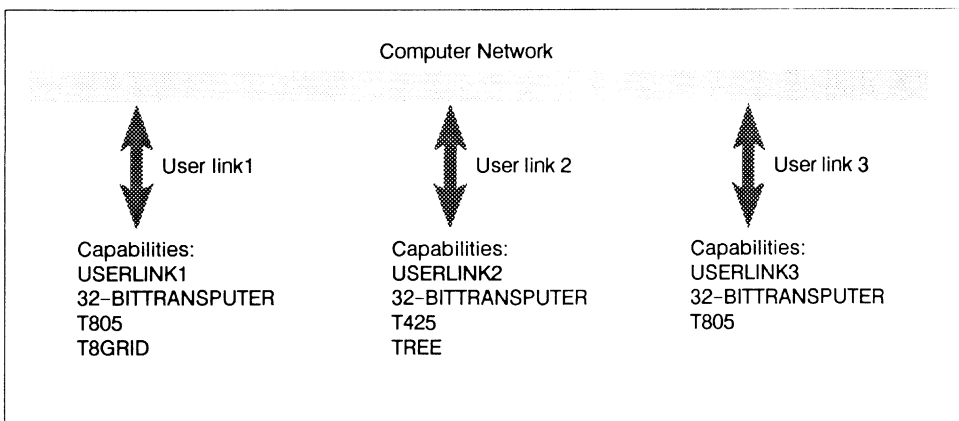 Computer Network
User link1
User link 2
User link 3
Capabilities:
USERLINK1
32-BITTRANSPUTER
T805
T8GRID
Capabilities:
USERLINK2
32-BITTRANSPUTER
T425
TREE
Capabilities:
USERLINK3
32-BITTRANSPUTER
T805